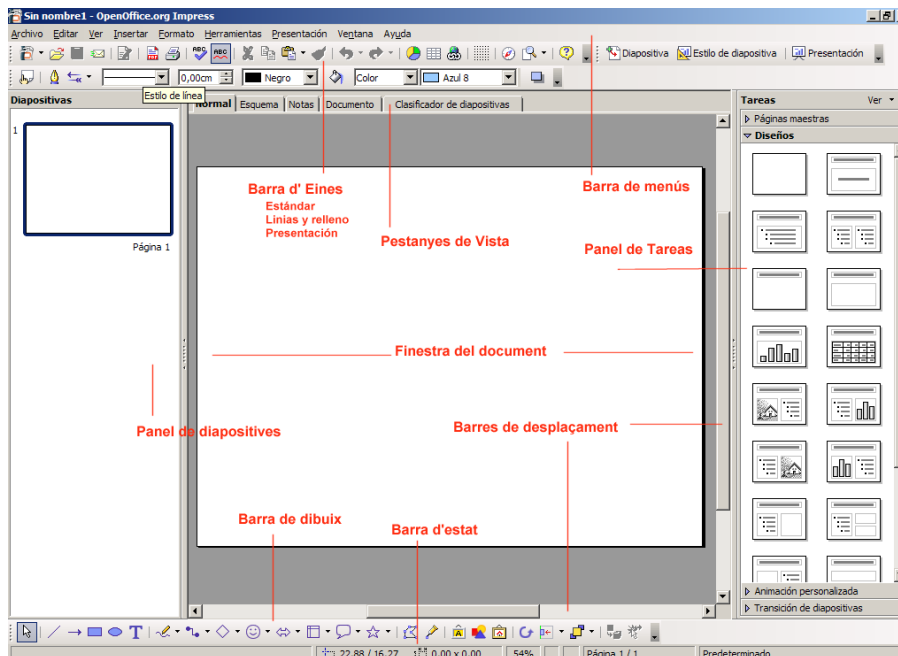 Sin nombre1 - OpenOffice.org Impress
Archivo Editar Ver Insertar Formato Herramientas Presentación Ventana Ayuda
Diapositiva Estilo de diapositiva Presentación
0,00cm Negro Color Azul 8
Estilo de línea
Diapositivas
Normal Esquema Notas Documento Clasificador de diapositivas
Tareas Ver
Páginas maestras
Diseños
1
Página 1
Barra d' Eines
Estándar
Linias y relleno
Presentación
Barra de menús
Pestanyes de Vista
Panel de Tareas
Finestra del document
Panel de diapositives
Barres de desplaçament
Barra de dibuix
Barra d'estat
Animación personalizada
Transición de diapositivas
22,88 / 16,27 0,00 x 0,00 54% Página 1 / 1 Predeterminado